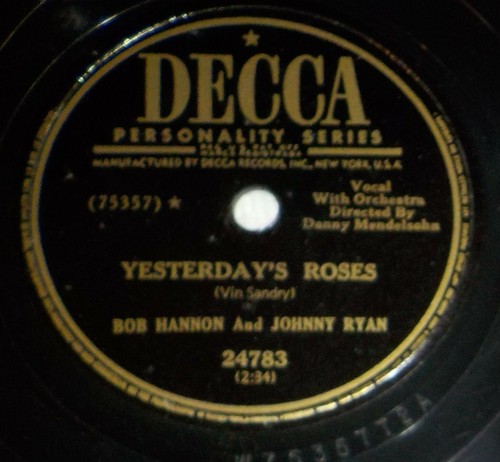 DECCA
PERSONALITY SERIES
MANUFACTURED BY DECCA RECORDS, INC., NEW YORK, U.S.A.
(75357) ★
Vocal
With Orchestra
Directed By
Danny Mendelsohn
YESTERDAY'S ROSES
(Vin Sandry)
BOB HANNON And JOHNNY RYAN
24783
(2:34)